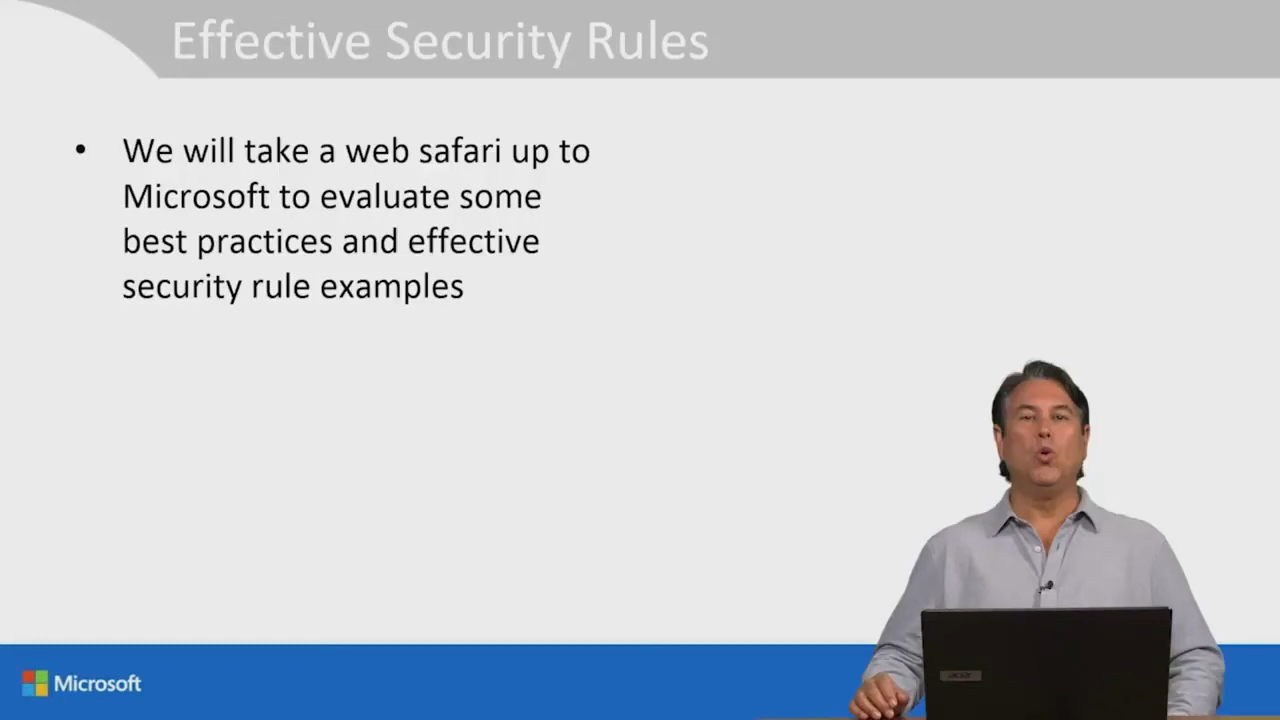 Effective Security Rules
• We will take a web safari up to
Microsoft to evaluate some
best practices and effective
security rule examples
Microsoft
acer